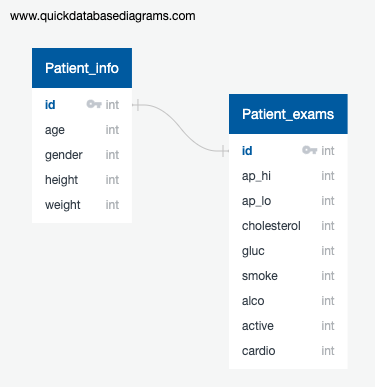 www.quickdatabasediagrams.com
Patient_info
id int
age int
gender int
height int
weight int
Patient_exams
id int
ap_hi int
ap_lo int
cholesterol int
gluc int
smoke int
alco int
active int
cardio int